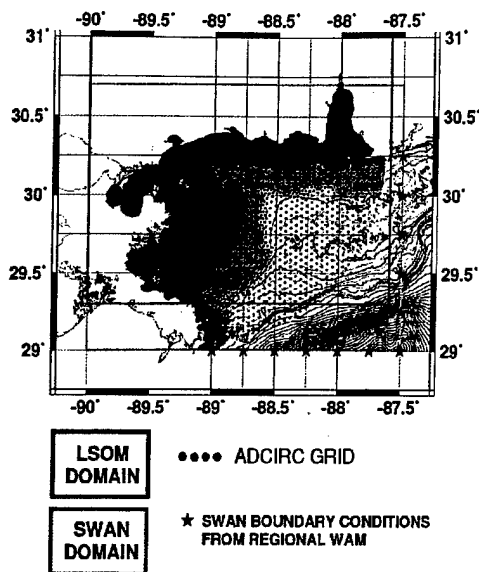 -90° -89.5° -89° -88.5° -88° -87.5°
31° 31°
30.5° 30.5°
30° 30°
29.5° 29.5°
29° 29°
-90° -89.5° -89° -88.5° -88° -87.5°
LSOM
DOMAIN
ADCIRC GRID
SWAN
DOMAIN
SWAN BOUNDARY CONDITIONS
FROM REGIONAL WAM